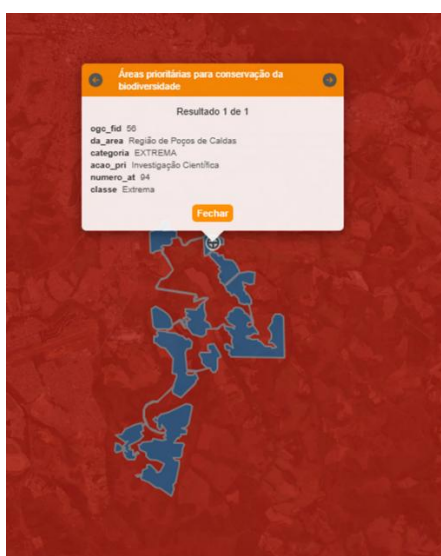 Áreas prioritárias para conservação da
biodiversidade
Resultado 1 de 1
ogc_fid 56
da_area Região de Poços de Caldas
categoria EXTREMA
acao_pri Investigação Científica
numero_at 94
classe Extrema
Fechar